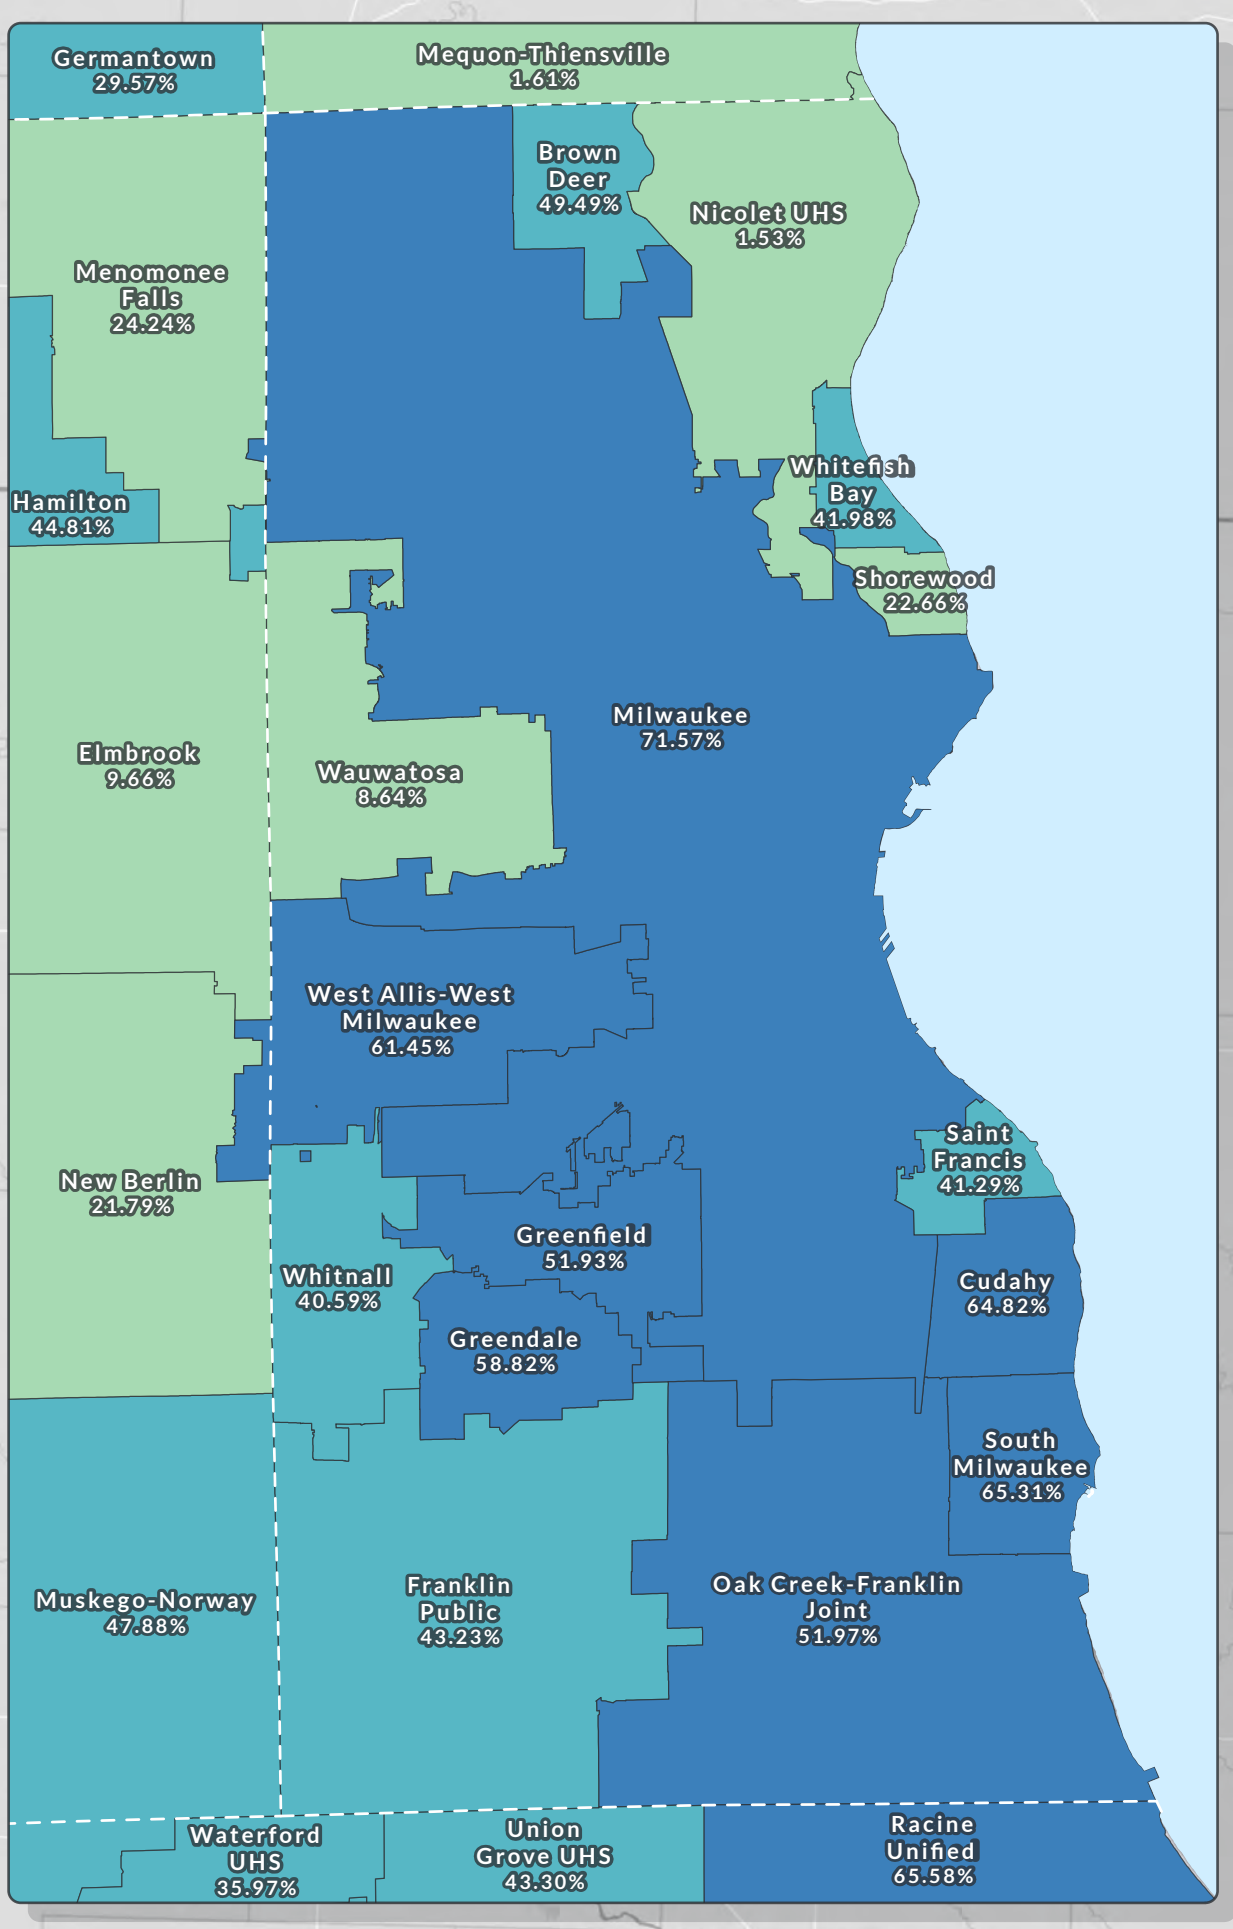 Germantown
29.57%
Mequon-Thiensville
1.61%
Brown
Deer
49.49%
Nicolet UHS
1.53%
Menomonee
Falls
24.24%
Hamilton
44.81%
Whitefish
Bay
41.98%
Shorewood
22.66%
Milwaukee
71.57%
Elmbrook
9.66%
Wauwatosa
8.64%
West Allis-West
Milwaukee
61.45%
Saint
Francis
41.29%
New Berlin
21.79%
Greenfield
51.93%
Whitnall
40.59%
Cudahy
64.82%
Greendale
58.82%
South
Milwaukee
65.31%
Muskego-Norway
47.88%
Franklin
Public
43.23%
Oak Creek-Franklin
Joint
51.97%
Waterford
UHS
35.97%
Union
Grove UHS
43.30%
Racine
Unified
65.58%